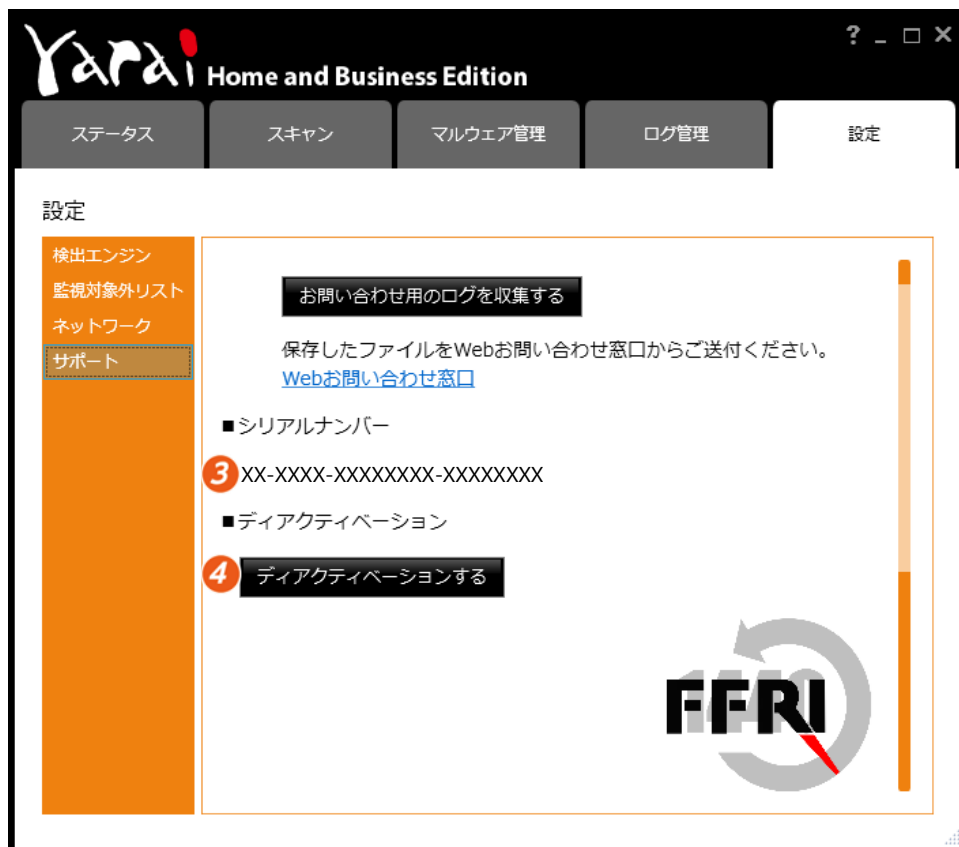 Yarai Home and Business Edition
? _ □ ×
ステータス スキャン マルウェア管理 ログ管理 設定
設定
検出エンジン
監視対象外リスト
ネットワーク
サポート
お問い合わせ用のログを収集する
保存したファイルをWebお問い合わせ窓口からご送付ください。
Webお問い合わせ窓口
■シリアルナンバー
3 XX-XXXX-XXXXXXXX-XXXXXXXX
■ディアクティベーション
4 ディアクティベーションする
FFRI